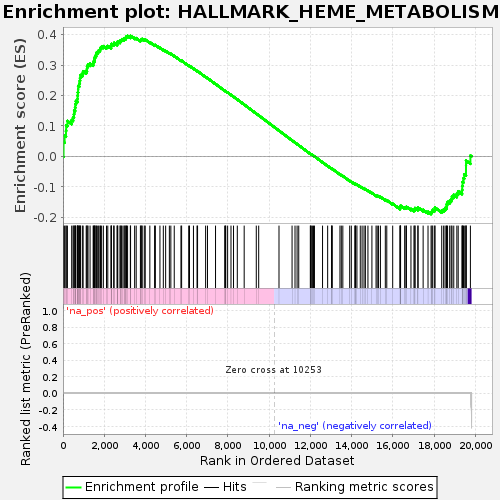 Enrichment plot: HALLMARK_HEME_METABOLISM
Enrichment score (ES)
0.4
0.3
0.2
0.1
0.0
-0.1
-0.2
Ranked list metric (PreRanked)
1.0
0.8
0.6
0.4
0.2
0.0
-0.2
-0.4
'na_pos' (positively correlated)
Zero cross at 10253
'na_neg' (negatively correlated)
0 2,000 4,000 6,000 8,000 10,000 12,000 14,000 16,000 18,000 20,000
Rank in Ordered Dataset
Enrichment profile Hits Ranking metric scores